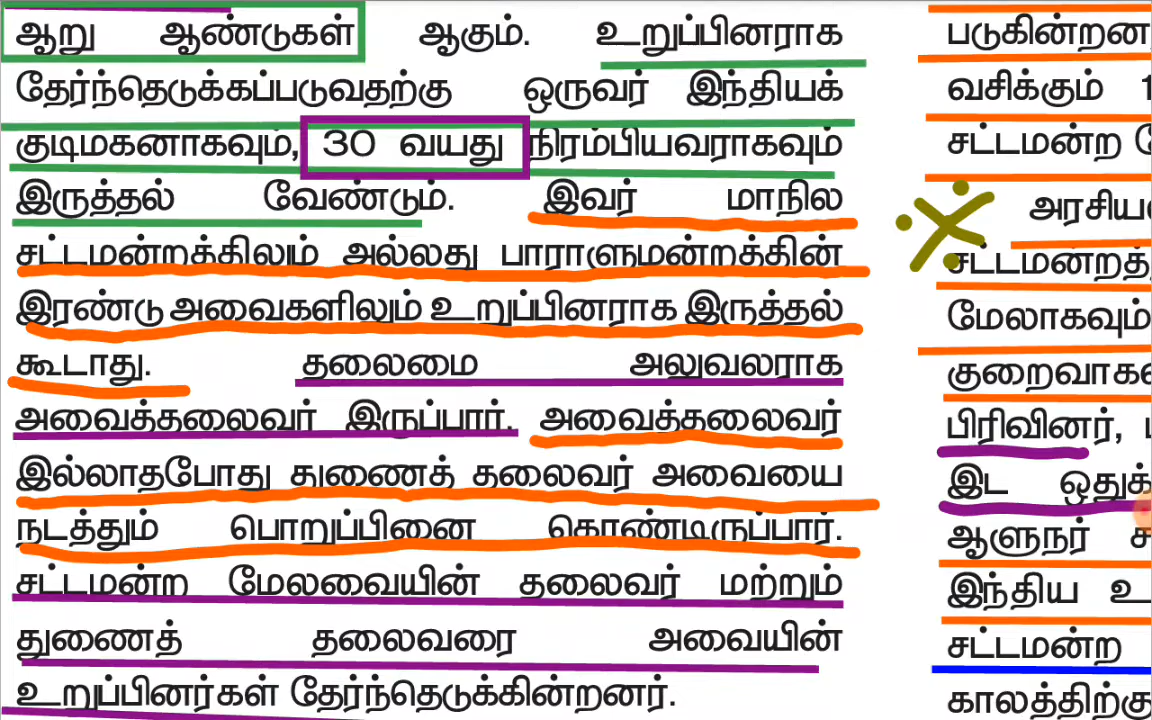 ஆறு ஆண்டுகள் ஆகும். உறுப்பினராக
தேர்ந்தெடுக்கப்படுவதற்கு ஒருவர் இந்தியக்
குடிமகனாகவும், 30 வயது நிரம்பியவராகவும்
இருத்தல் வேண்டும். இவர் மாநில
சட்டமன்றக்கிலும் அல்லது பாராளுமன்றக்கின்
இரண்டு அவைகளிலும் உறுப்பினராக இருத்தல்
கூடாது. தலைமை அலுவலராக
அவைத்தலைவர் இருப்பார். அவைத்தலைவர்
இல்லாதபோது துணைத் தலைவர் அவையை
நடத்தும் பொறுப்பினை கொண்டிருப்பார்.
சட்டமன்ற மேலவையின் தலைவர் மற்றும்
துணைத் தலைவரை அவையின்
உறுப்பினர்கள் தேர்ந்தெடுக்கின்றனர்.
படுகின்றன
வசிக்கும் 1
சட்டமன்ற
அரசிய
சட்டமன்றத்
மேலாகவும்
குறைவாக
பிரிவினர்,
இட ஒதுக்
ஆளுநர் ச
இந்திய உ
சட்டமன்ற
காலத்திற்கு